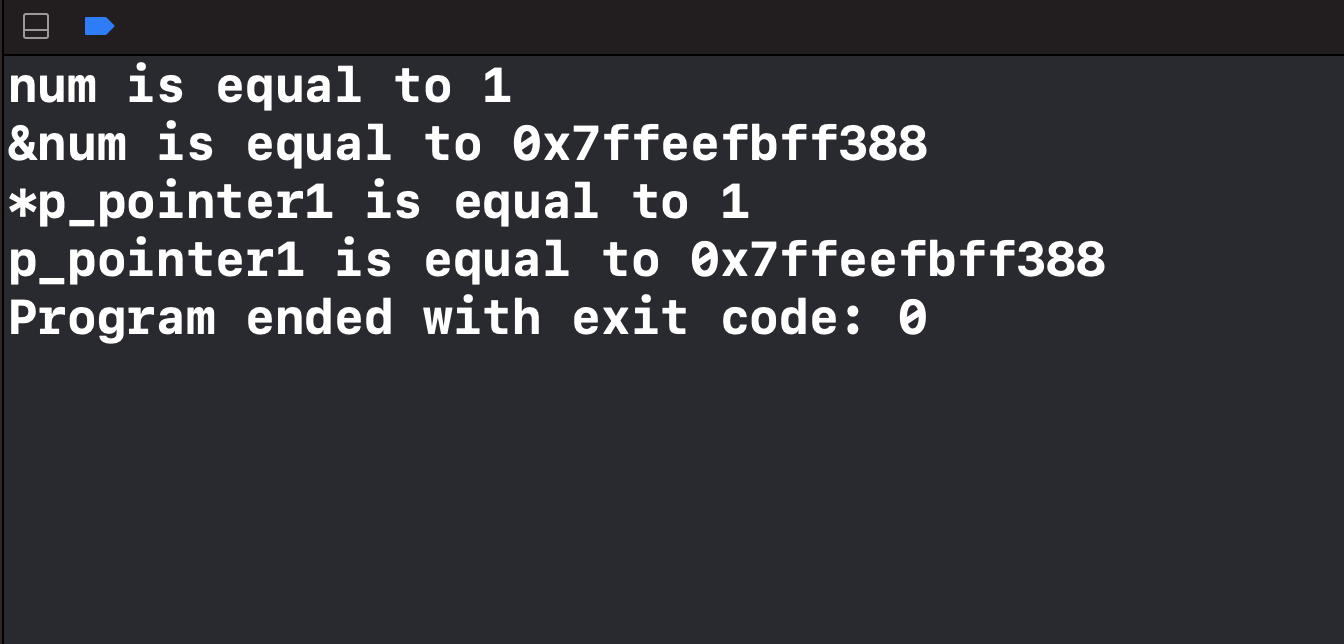 num is equal to 1
&num is equal to 0x7ffeefbff388
*p_pointer1 is equal to 1
p_pointer1 is equal to 0x7ffeefbff388
Program ended with exit code: 0